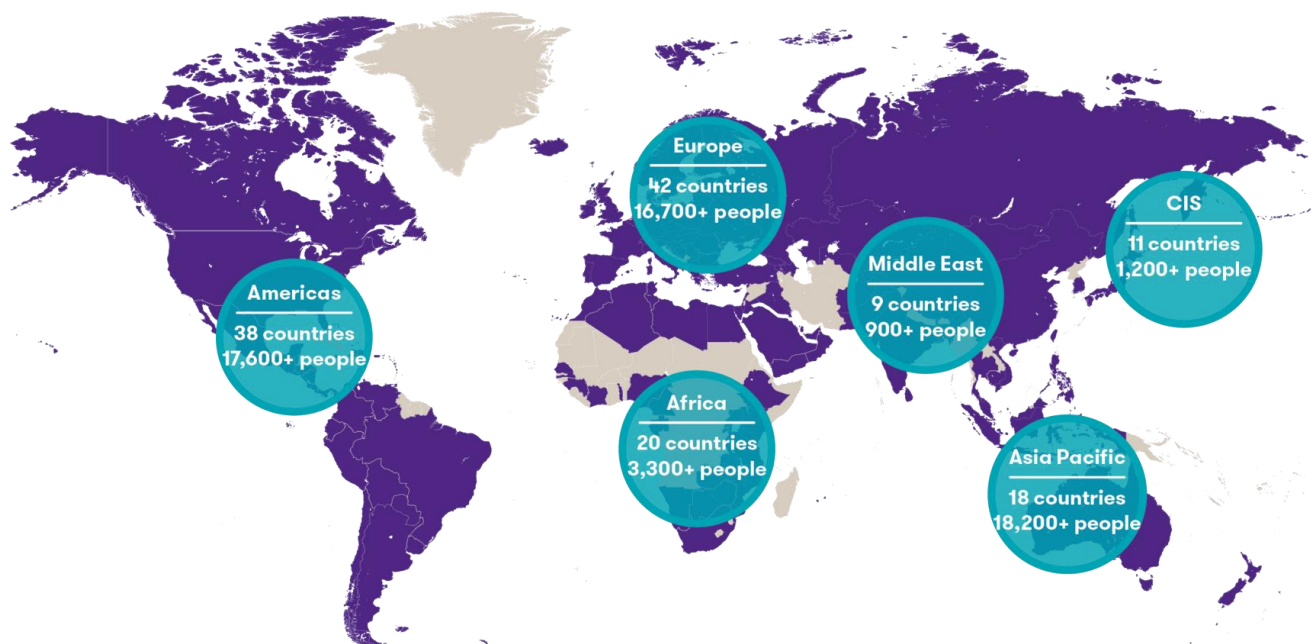 Europe
42 countries
16,700+ people
CIS
11 countries
1,200+ people
Middle East
9 countries
900+ people
Americas
38 countries
17,600+ people
Africa
20 countries
3,300+ people
Asia Pacific
18 countries
18,200+ people